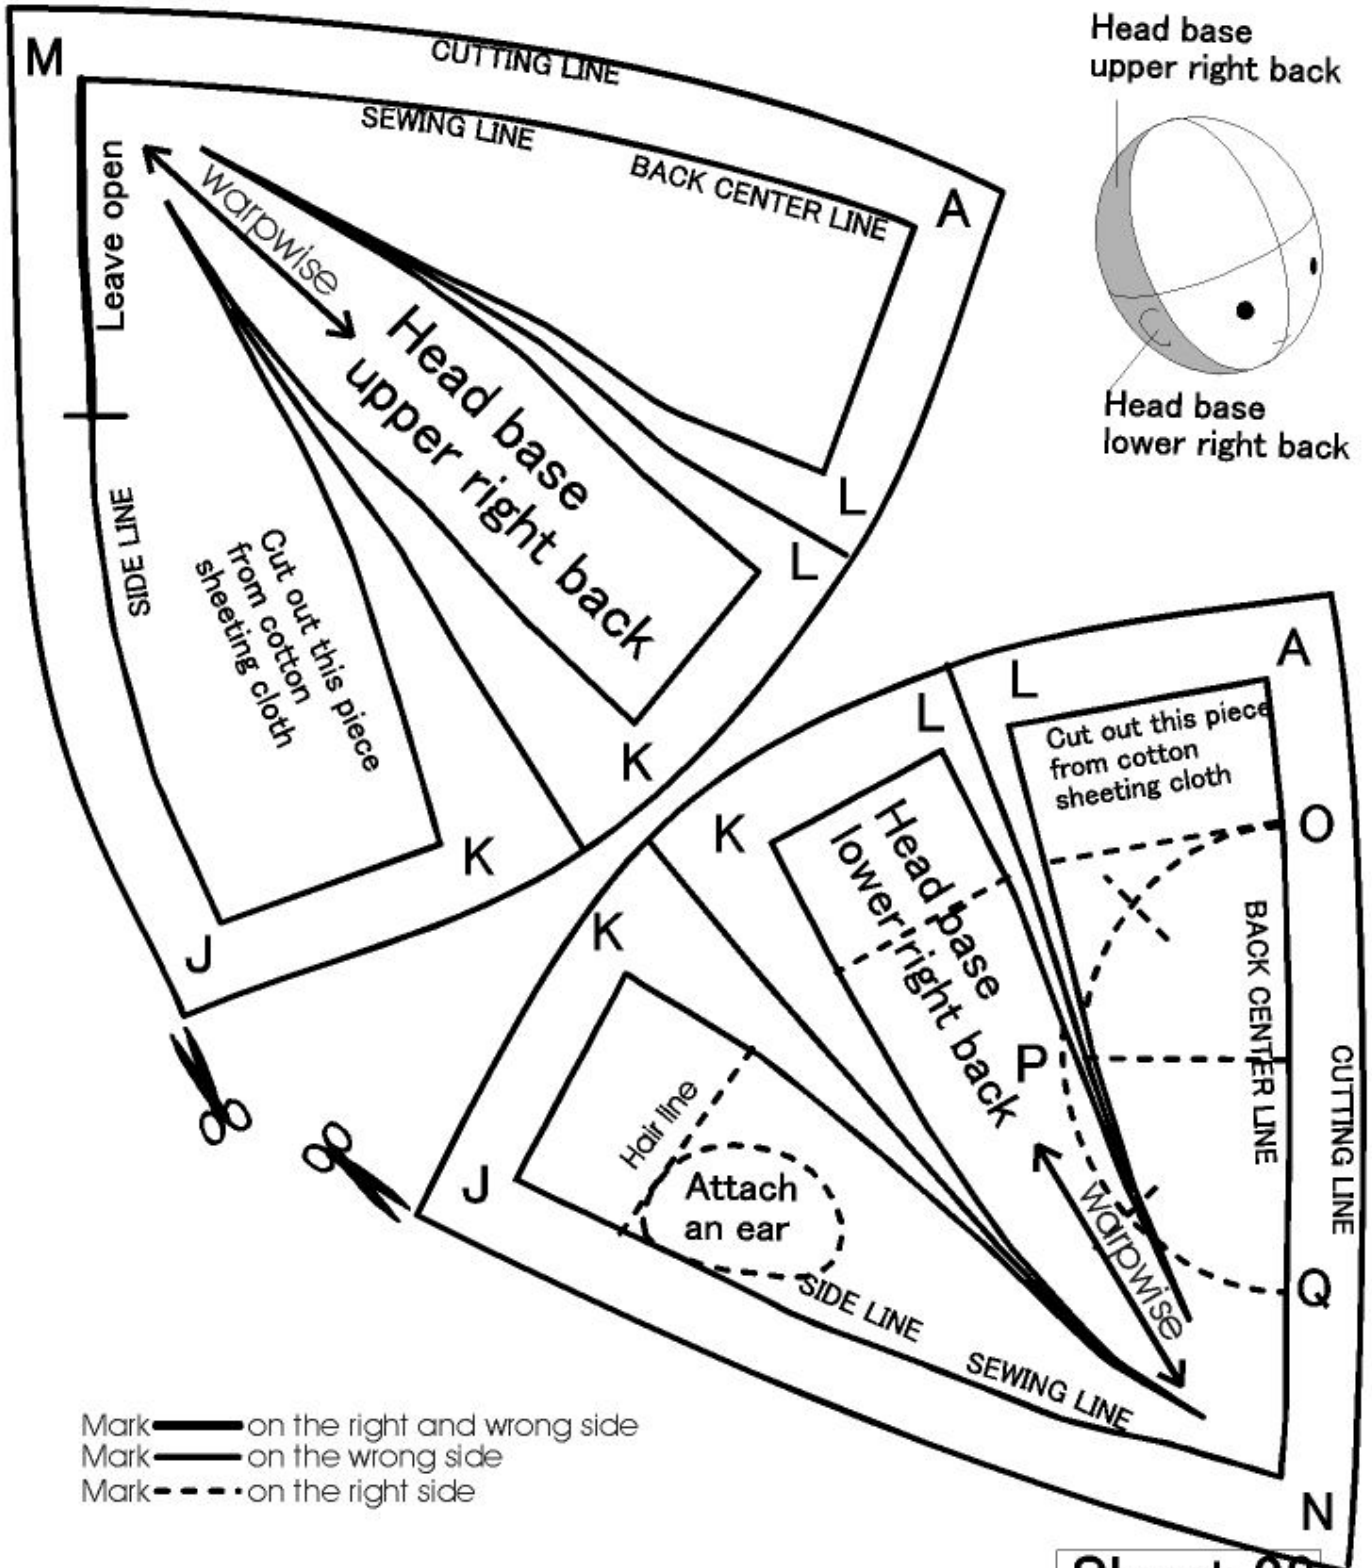 Head base
upper right back
M
CUTTING LINE
SEWING LINE
BACK CENTER LINE
A
Leave open
warpwise
Head base
upper right back
L
L
Head base
lower right back
SIDE LINE
Cut out this piece
from cotton
sheeting cloth
K
K
J
A
L
L
Cut out this piece
from cotton
sheeting cloth
O
K
K
Head base
lower right back
BACK CENTER LINE
CUTTING LINE
P
Hair line
J
Attach
an ear
warpwise
Q
SIDE LINE
SEWING LINE
N
Mark on the right and wrong side
Mark on the wrong side
Mark on the right side